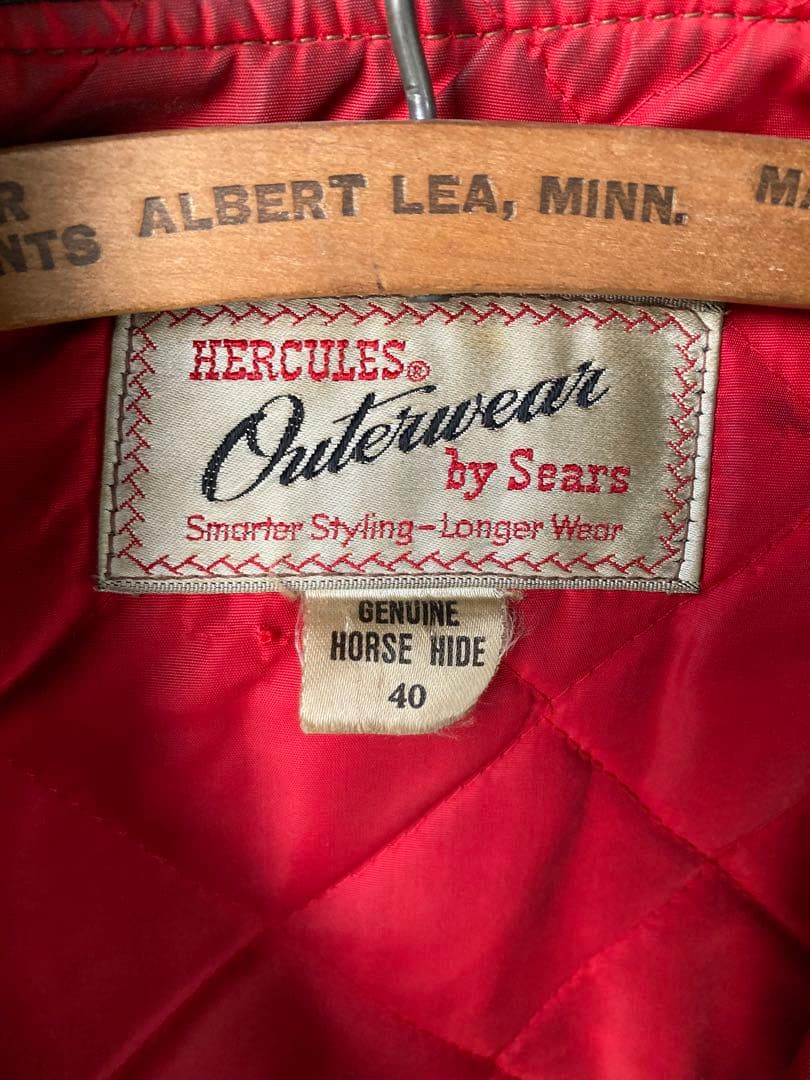 ALBERT LEA, MINN.
HERCULES®
Outerwear
by Sears
Smarter Styling-Longer Wear
GENUINE
HORSE HIDE
40